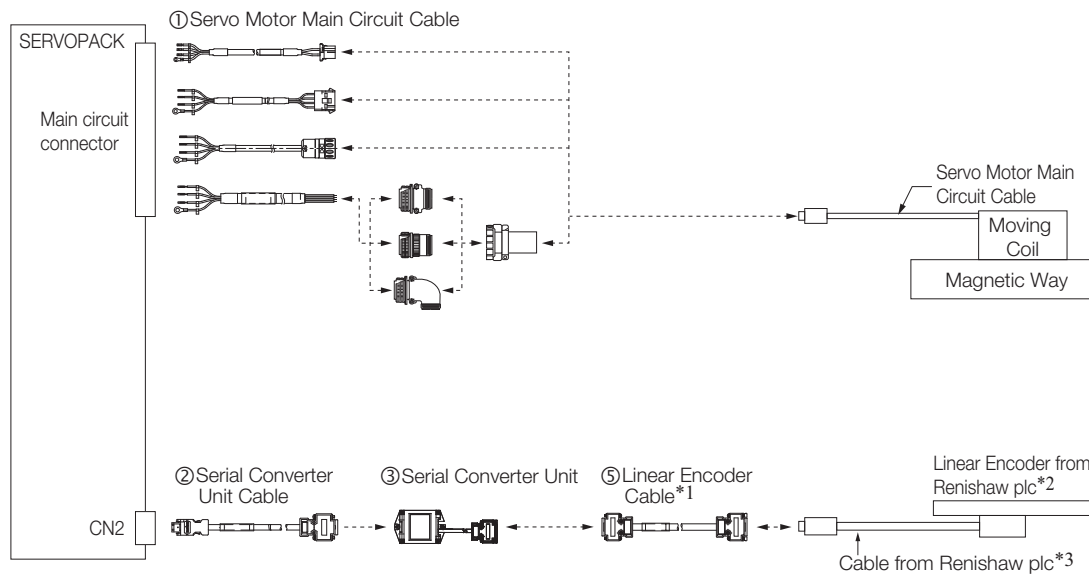 ①Servo Motor Main Circuit Cable
SERVOPACK
Main circuit
connector
Servo Motor Main
Circuit Cable
Moving
Coil
Magnetic Way
②Serial Converter
Unit Cable
③Serial Converter Unit
⑤Linear Encoder
Cable*1
Linear Encoder from
Renishaw plc*2
CN2
Cable from Renishaw plc*3